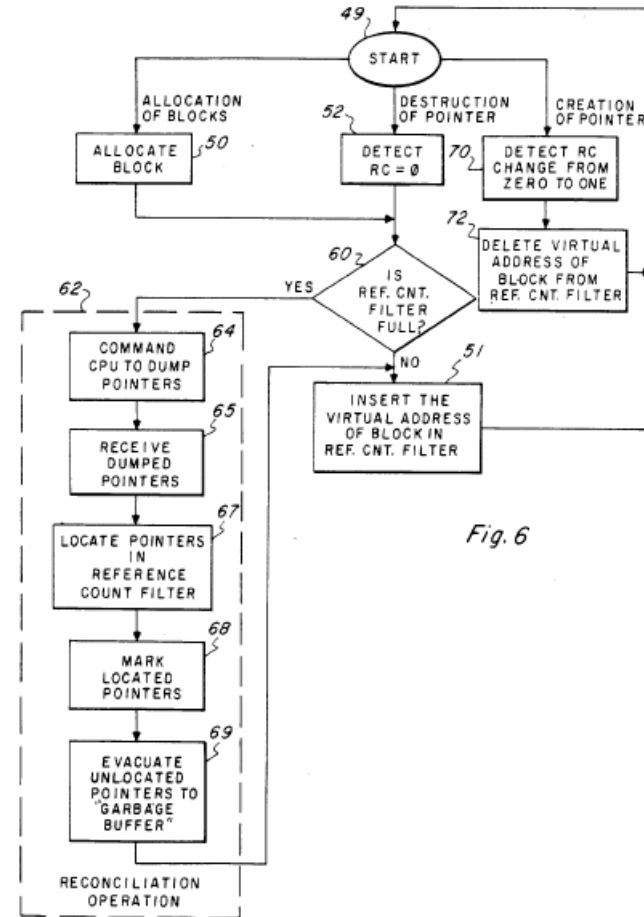 49
START
ALLOCATION
OF BLOCKS
50
ALLOCATE
BLOCK
DESTRUCTION
OF POINTER
52
DETECT
RC = Ø
CREATION
OF POINTER
70
DETECT RC
CHANGE FROM
ZERO TO ONE
72
DELETE VIRTUAL
ADDRESS OF
BLOCK FROM
REF. CNT. FILTER
60
IS
REF. CNT.
FILTER
FULL?
YES
NO
62
64
COMMAND
CPU TO DUMP
POINTERS
65
RECEIVE
DUMPED
POINTERS
67
LOCATE POINTERS
IN
REFERENCE
COUNT FILTER
68
MARK
LOCATED
POINTERS
69
EVACUATE
UNLOCATED
POINTERS TO
"GARBAGE
BUFFER"
RECONCILIATION
OPERATION
51
INSERT THE
VIRTUAL ADDRESS
OF BLOCK IN
REF. CNT. FILTER
Fig. 6